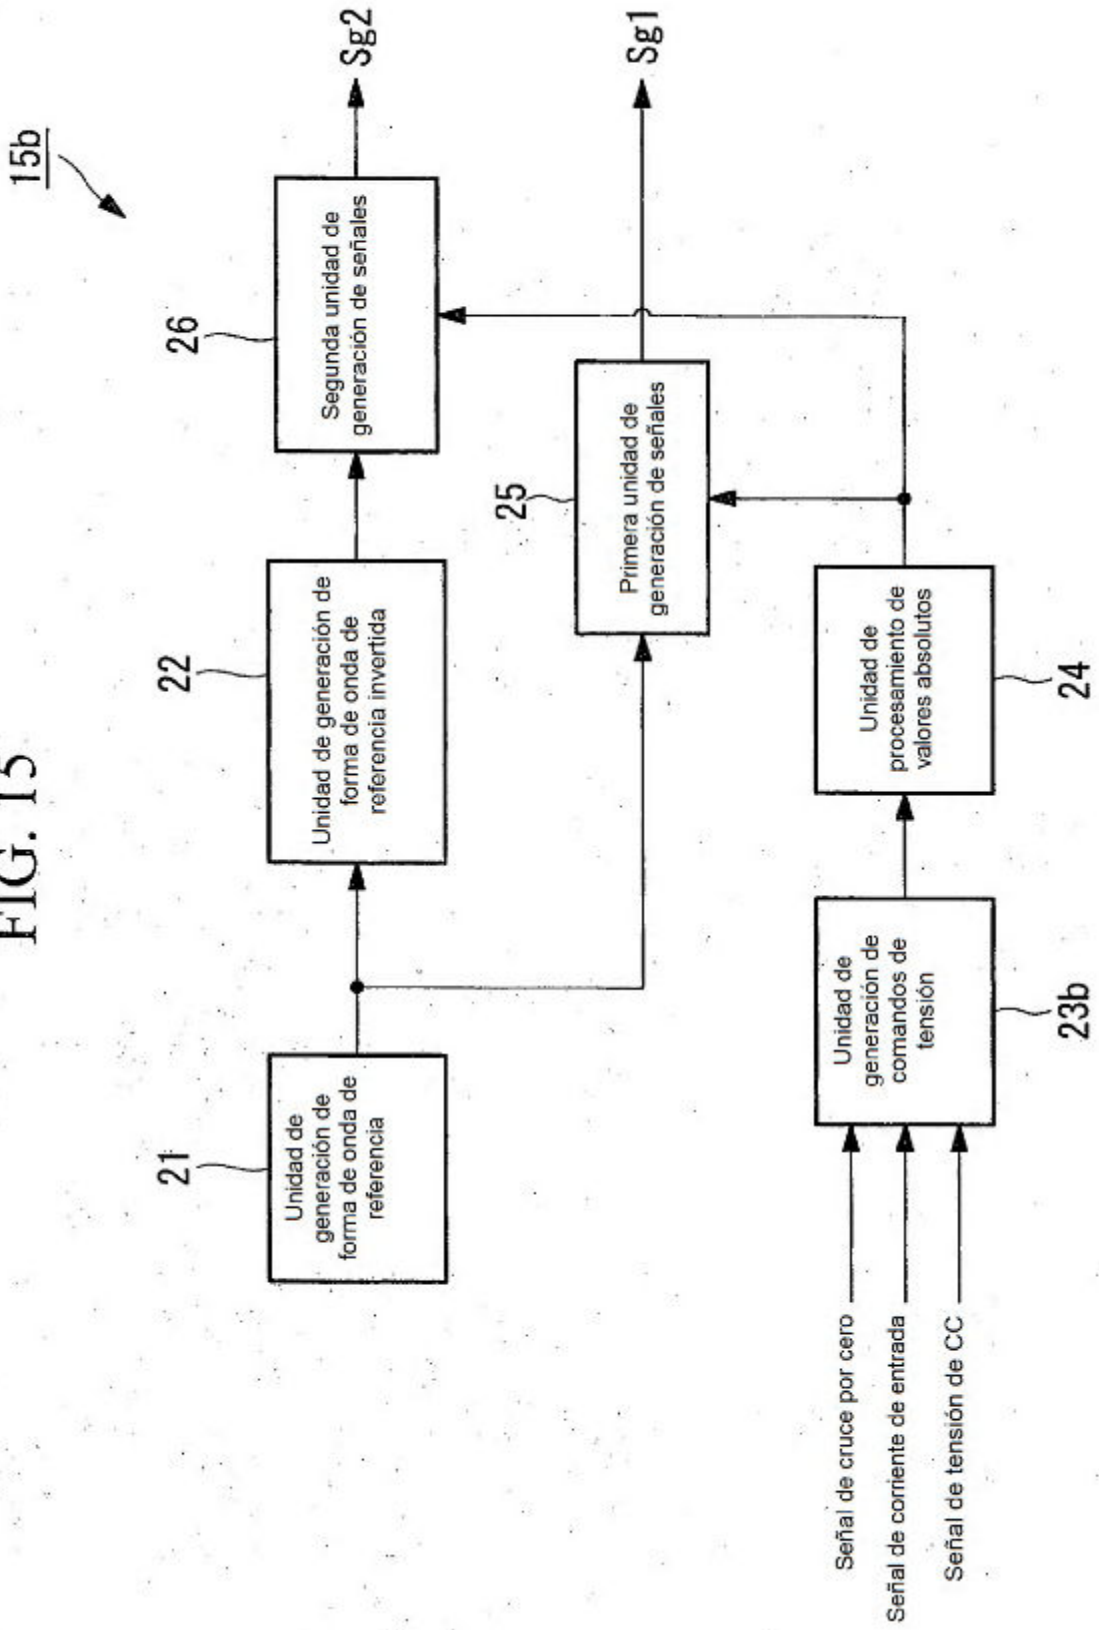 FIG. 15
15b
21
Unidad de
generación de
forma de onda de
referencia
22
Unidad de generación de
forma de onda de
referencia invertida
26
Segunda unidad de
generación de señales
Sg2
25
Primera unidad de
generación de señales
Sg1
Señal de cruce por cero
Señal de corriente de entrada
Señal de tensión de CC
Unidad de
generación de
comandos de
tensión
23b
Unidad de
procesamiento de
valores absolutos
24